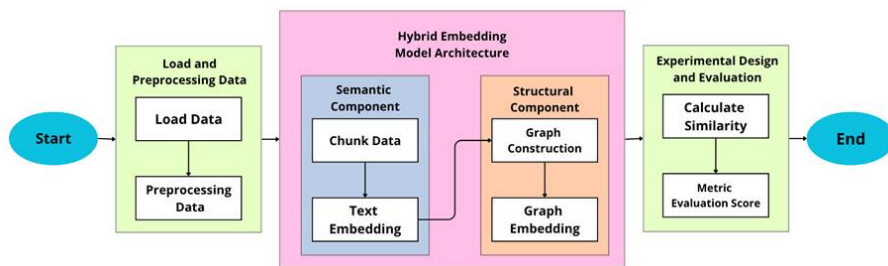 Start
Load and
Preprocessing Data
Load Data
Preprocessing
Data
Hybrid Embedding
Model Architecture
Semantic
Component
Chunk Data
Text
Embedding
Structural
Component
Graph
Construction
Graph
Embedding
Experimental Design
and Evaluation
Calculate
Similarity
Metric
Evaluation Score
End